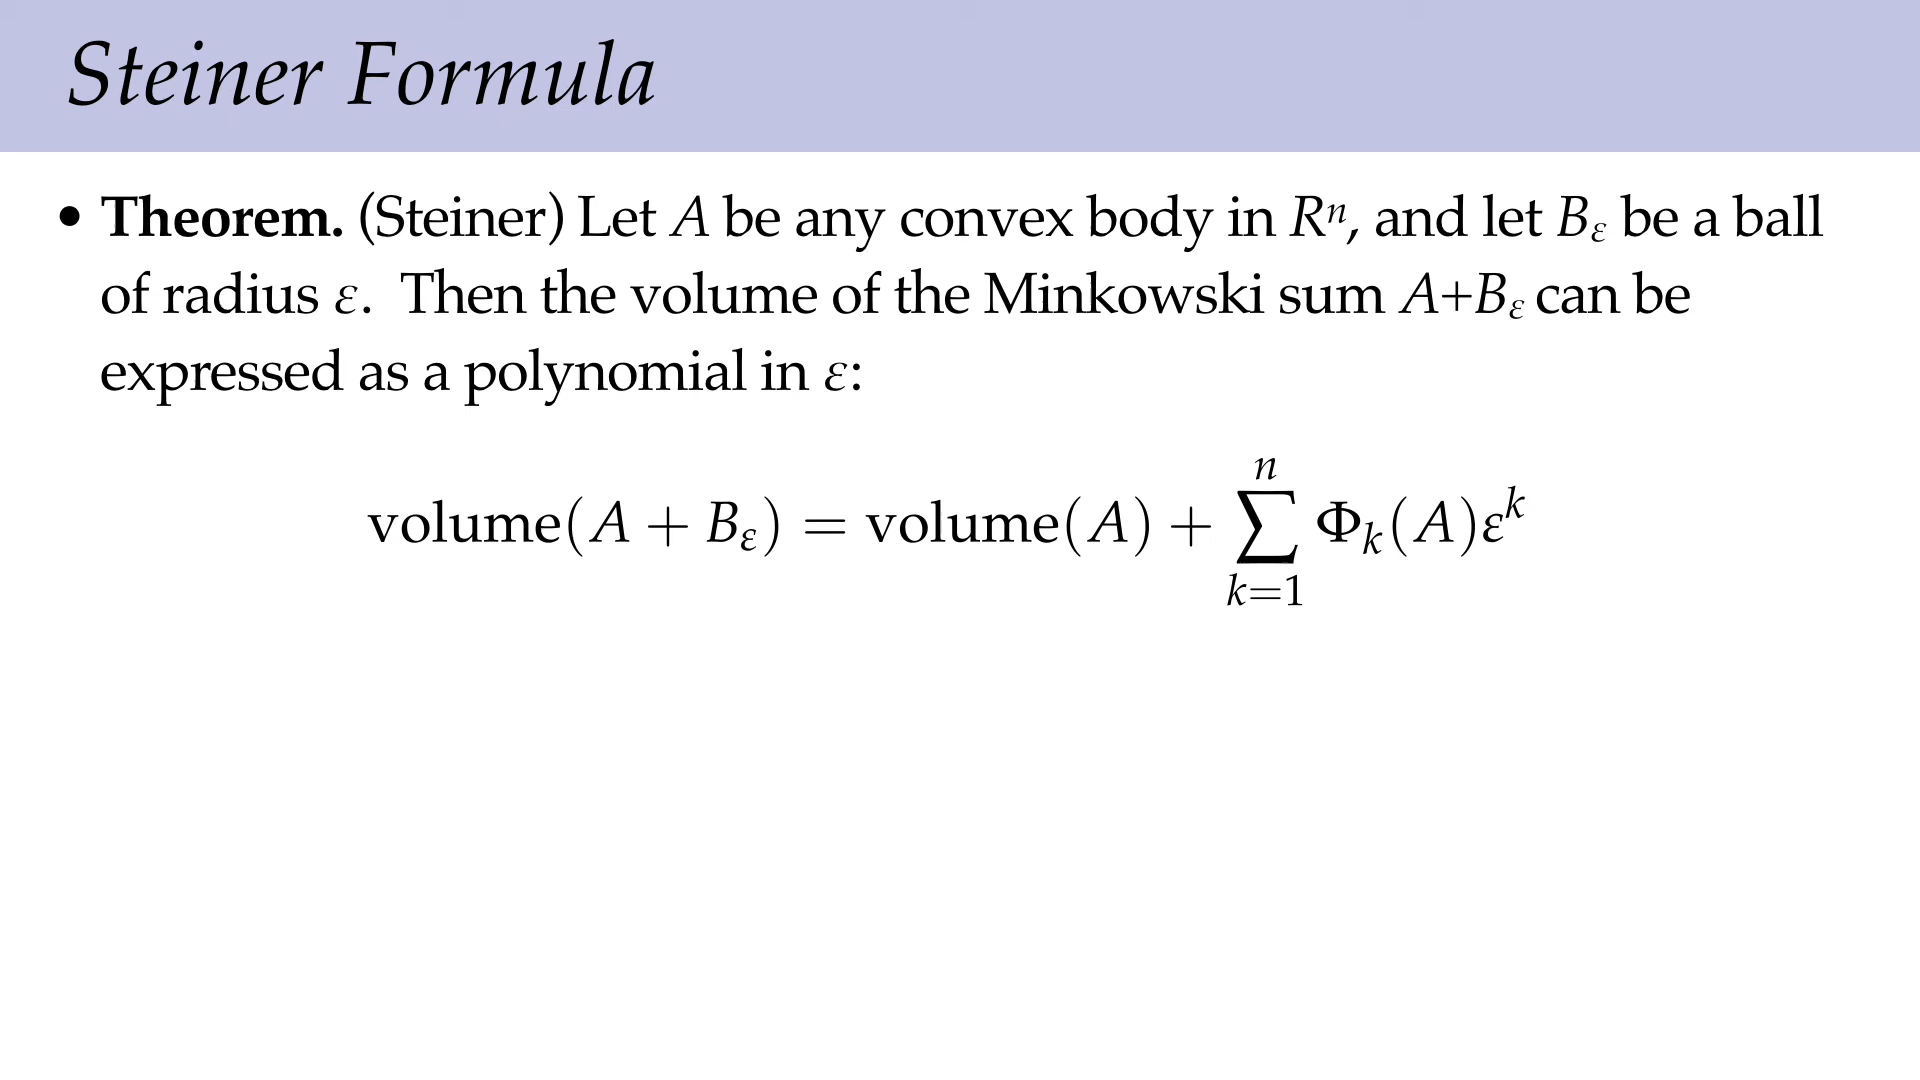 Steiner Formula
• Theorem. (Steiner) Let A be any convex body in Rⁿ, and let B_ε be a ball
of radius ε. Then the volume of the Minkowski sum A+B_ε can be
expressed as a polynomial in ε:
volume(A + B_ε) = volume(A) + ∑_{k=1}^{n} Φ_k(A)ε^k